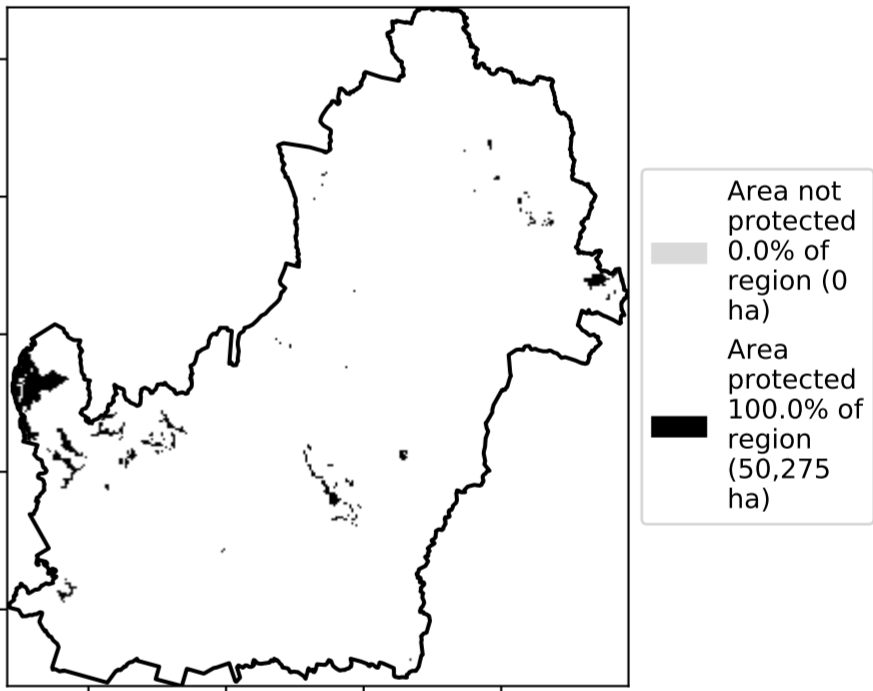 Area not
protected
0.0% of
region (0
ha)
Area
protected
100.0% of
region
(50,275
ha)